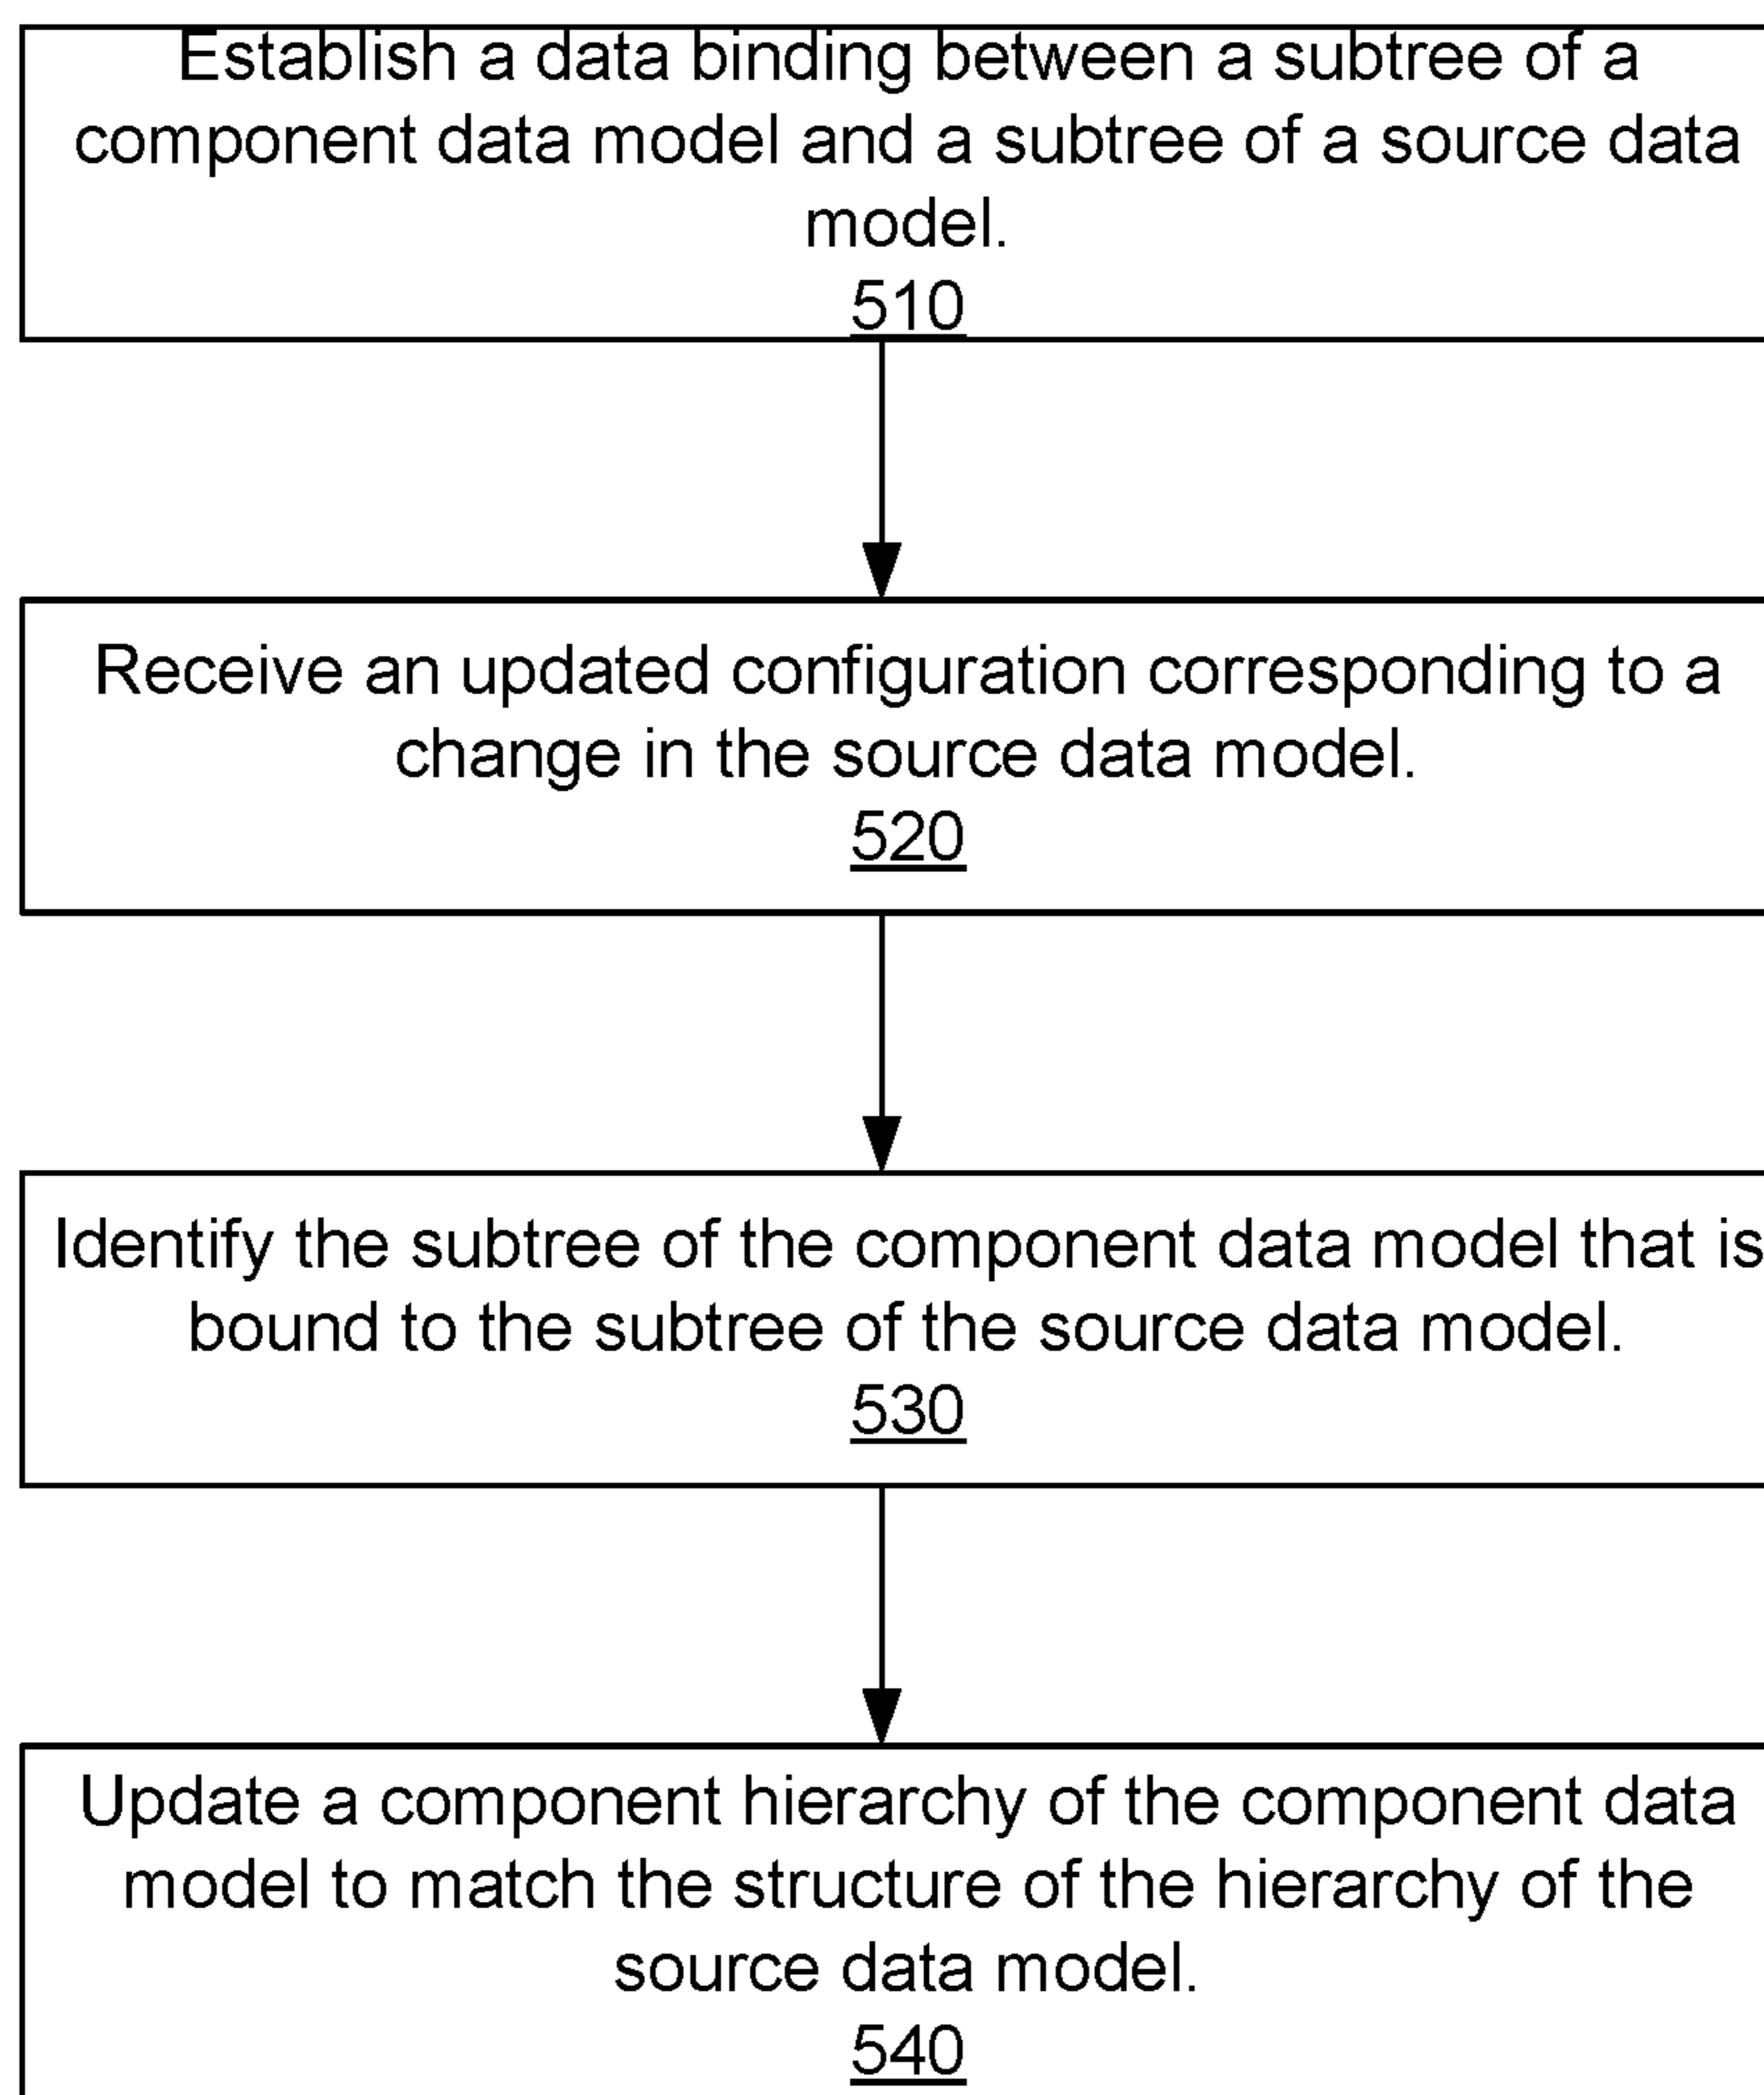 Establish a data binding between a subtree of a
component data model and a subtree of a source data
model.
510
Receive an updated configuration corresponding to a
change in the source data model.
520
Identify the subtree of the component data model that is
bound to the subtree of the source data model.
530
Update a component hierarchy of the component data
model to match the structure of the hierarchy of the
source data model.
540